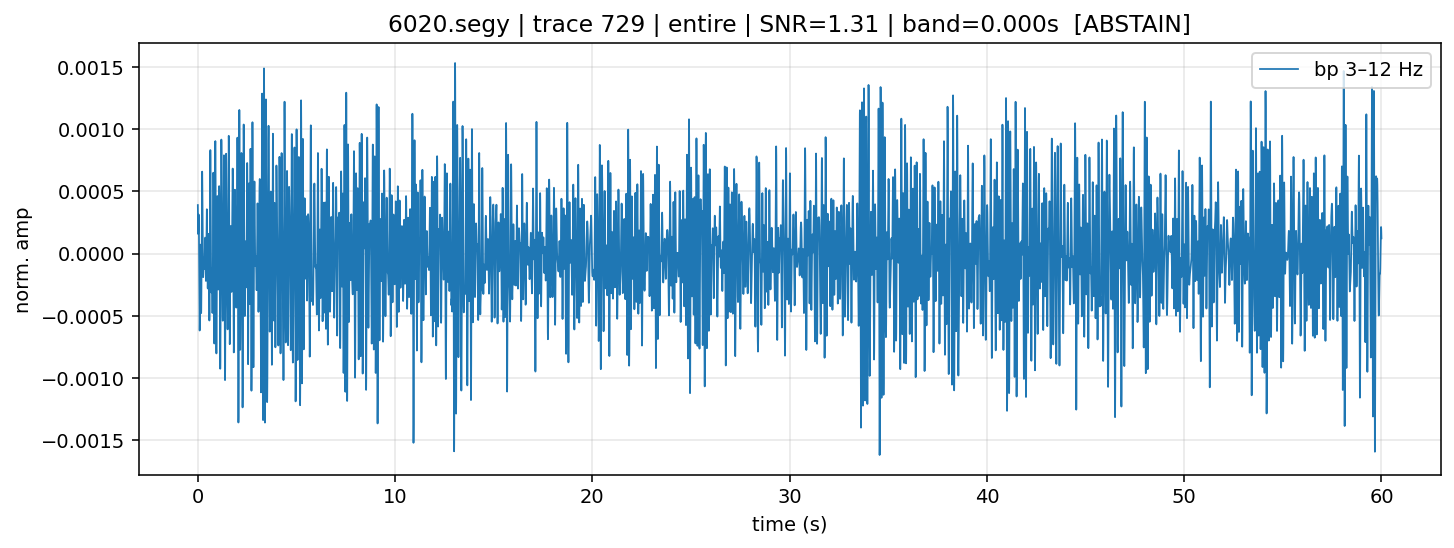 6020.segy | trace 729 | entire | SNR=1.31 | band=0.000s  [ABSTAIN]
bp 3–12 Hz
norm. amp
0.0015
0.0010
0.0005
0.0000
−0.0005
−0.0010
−0.0015
0 10 20 30 40 50 60
time (s)